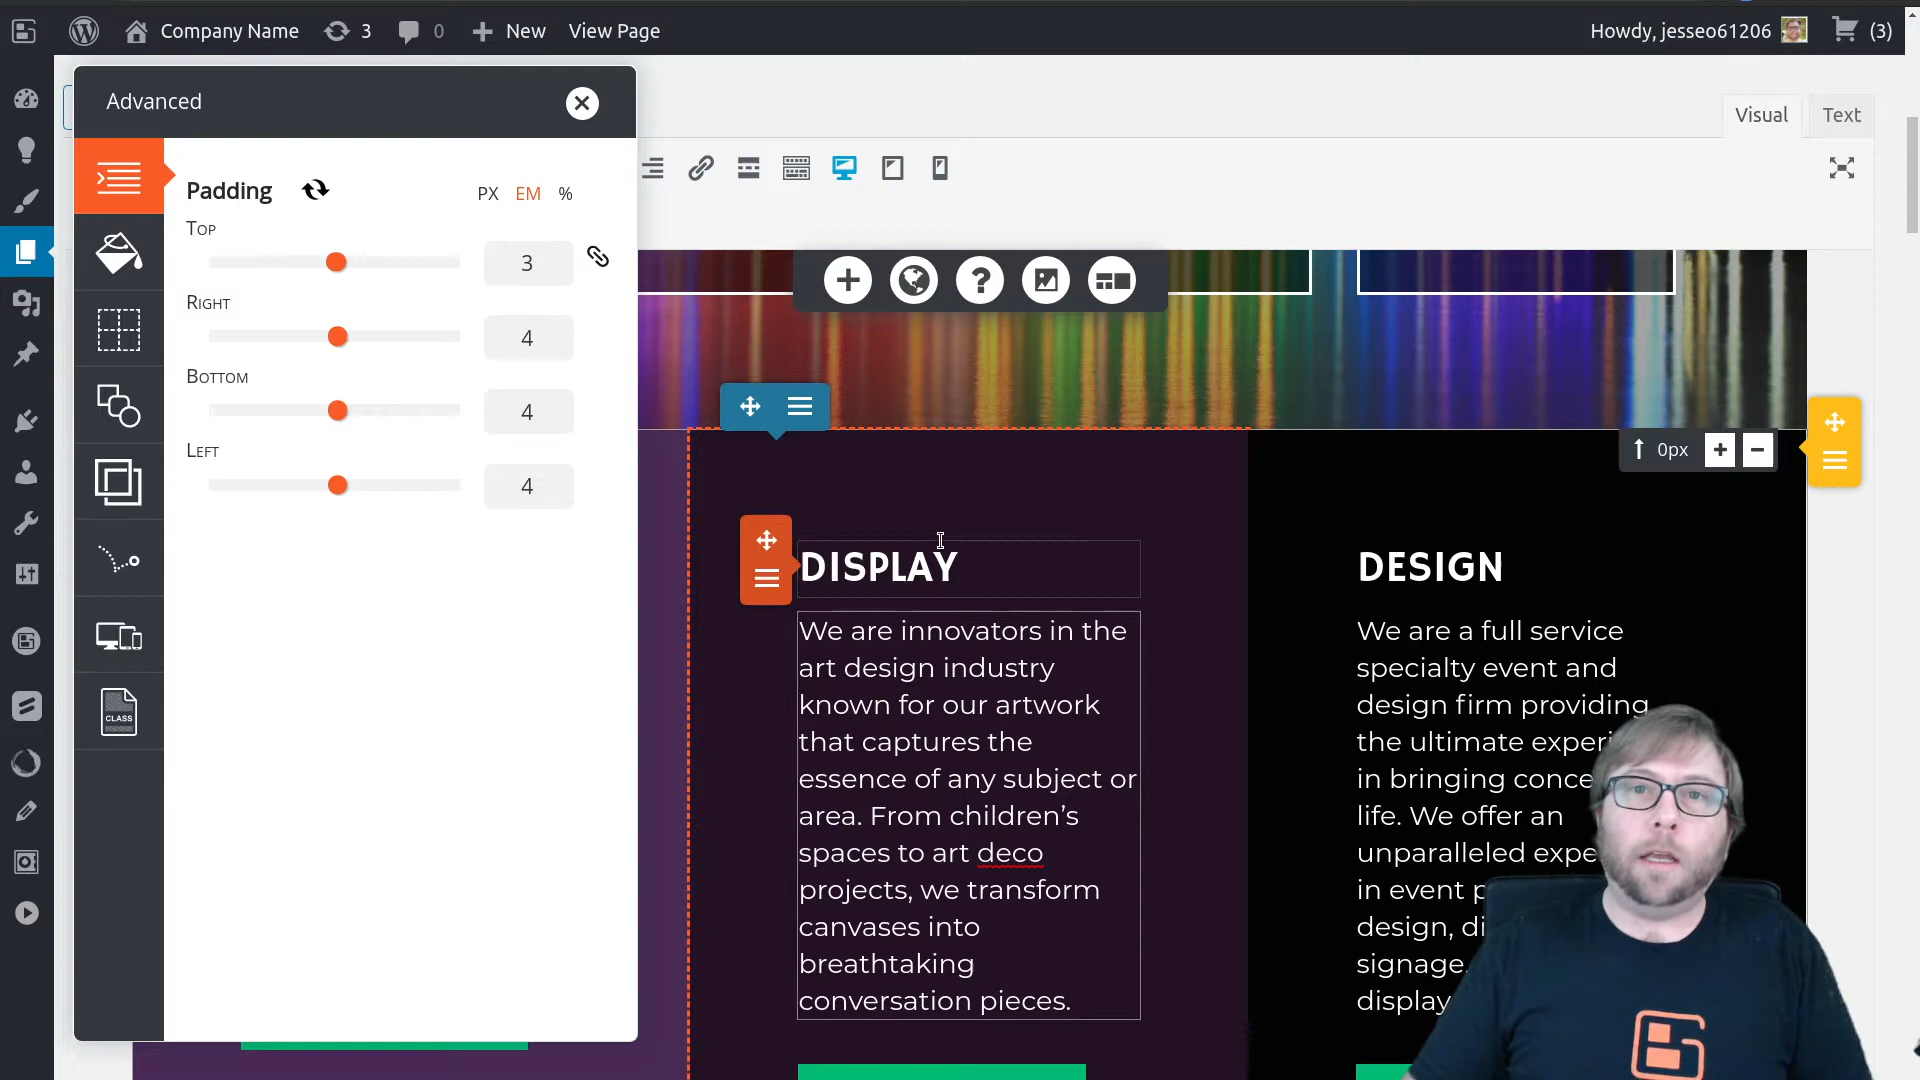 Company Name
3
0
New
View Page
Howdy, jesseo61206
(3)
Advanced
Visual
Text
Padding
PX
EM
%
Top
3
Right
4
Bottom
4
Left
4
CLASS
0px
DISPLAY
We are innovators in the
art design industry
known for our artwork
that captures the
essence of any subject or
area. From children’s
spaces to art deco
projects, we transform
canvases into
breathtaking
conversation pieces.
DESIGN
We are a full service
specialty event and
design firm providing
the ultimate
in bringing
life. We offer an
unparalleled
in event
design,
signage.
display